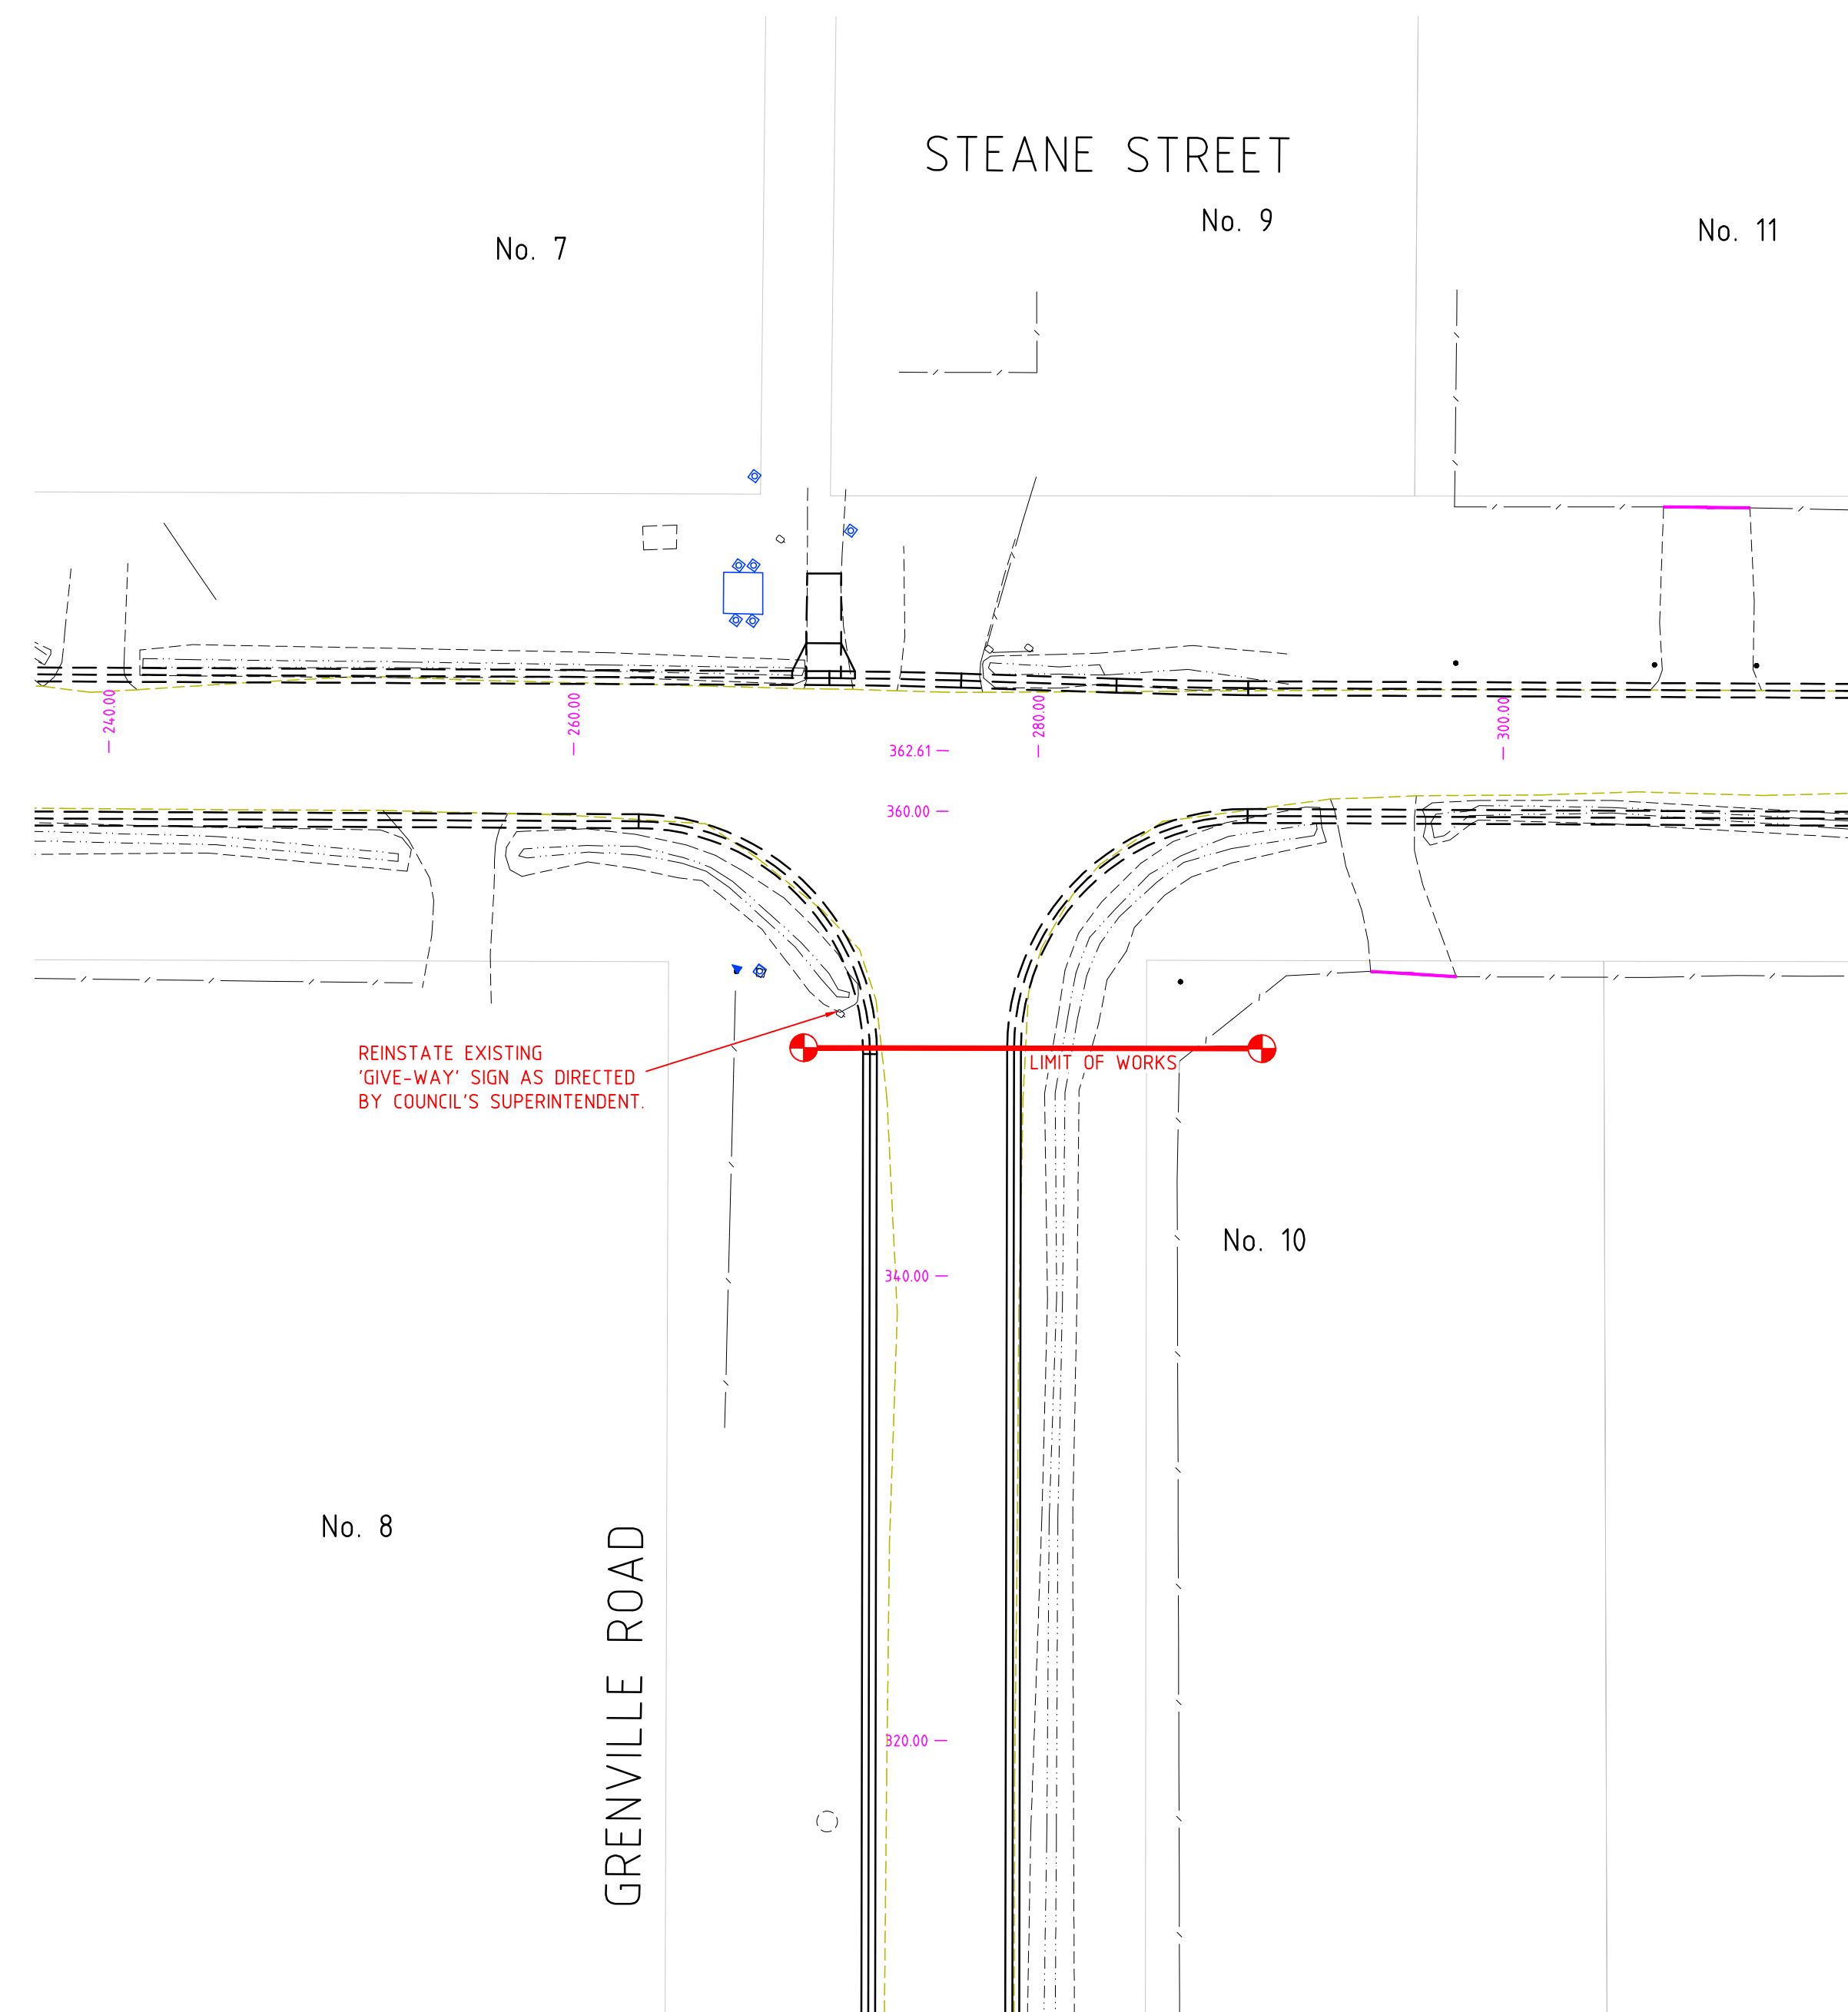 STEANE STREET
No. 9
No. 11
No. 7
240.00
260.00
280.00
300.00
362.61
360.00
REINSTATE EXISTING
'GIVE-WAY' SIGN AS DIRECTED
BY COUNCIL'S SUPERINTENDENT.
LIMIT OF WORKS
No. 10
340.00
No. 8
GRENVILLE ROAD
320.00